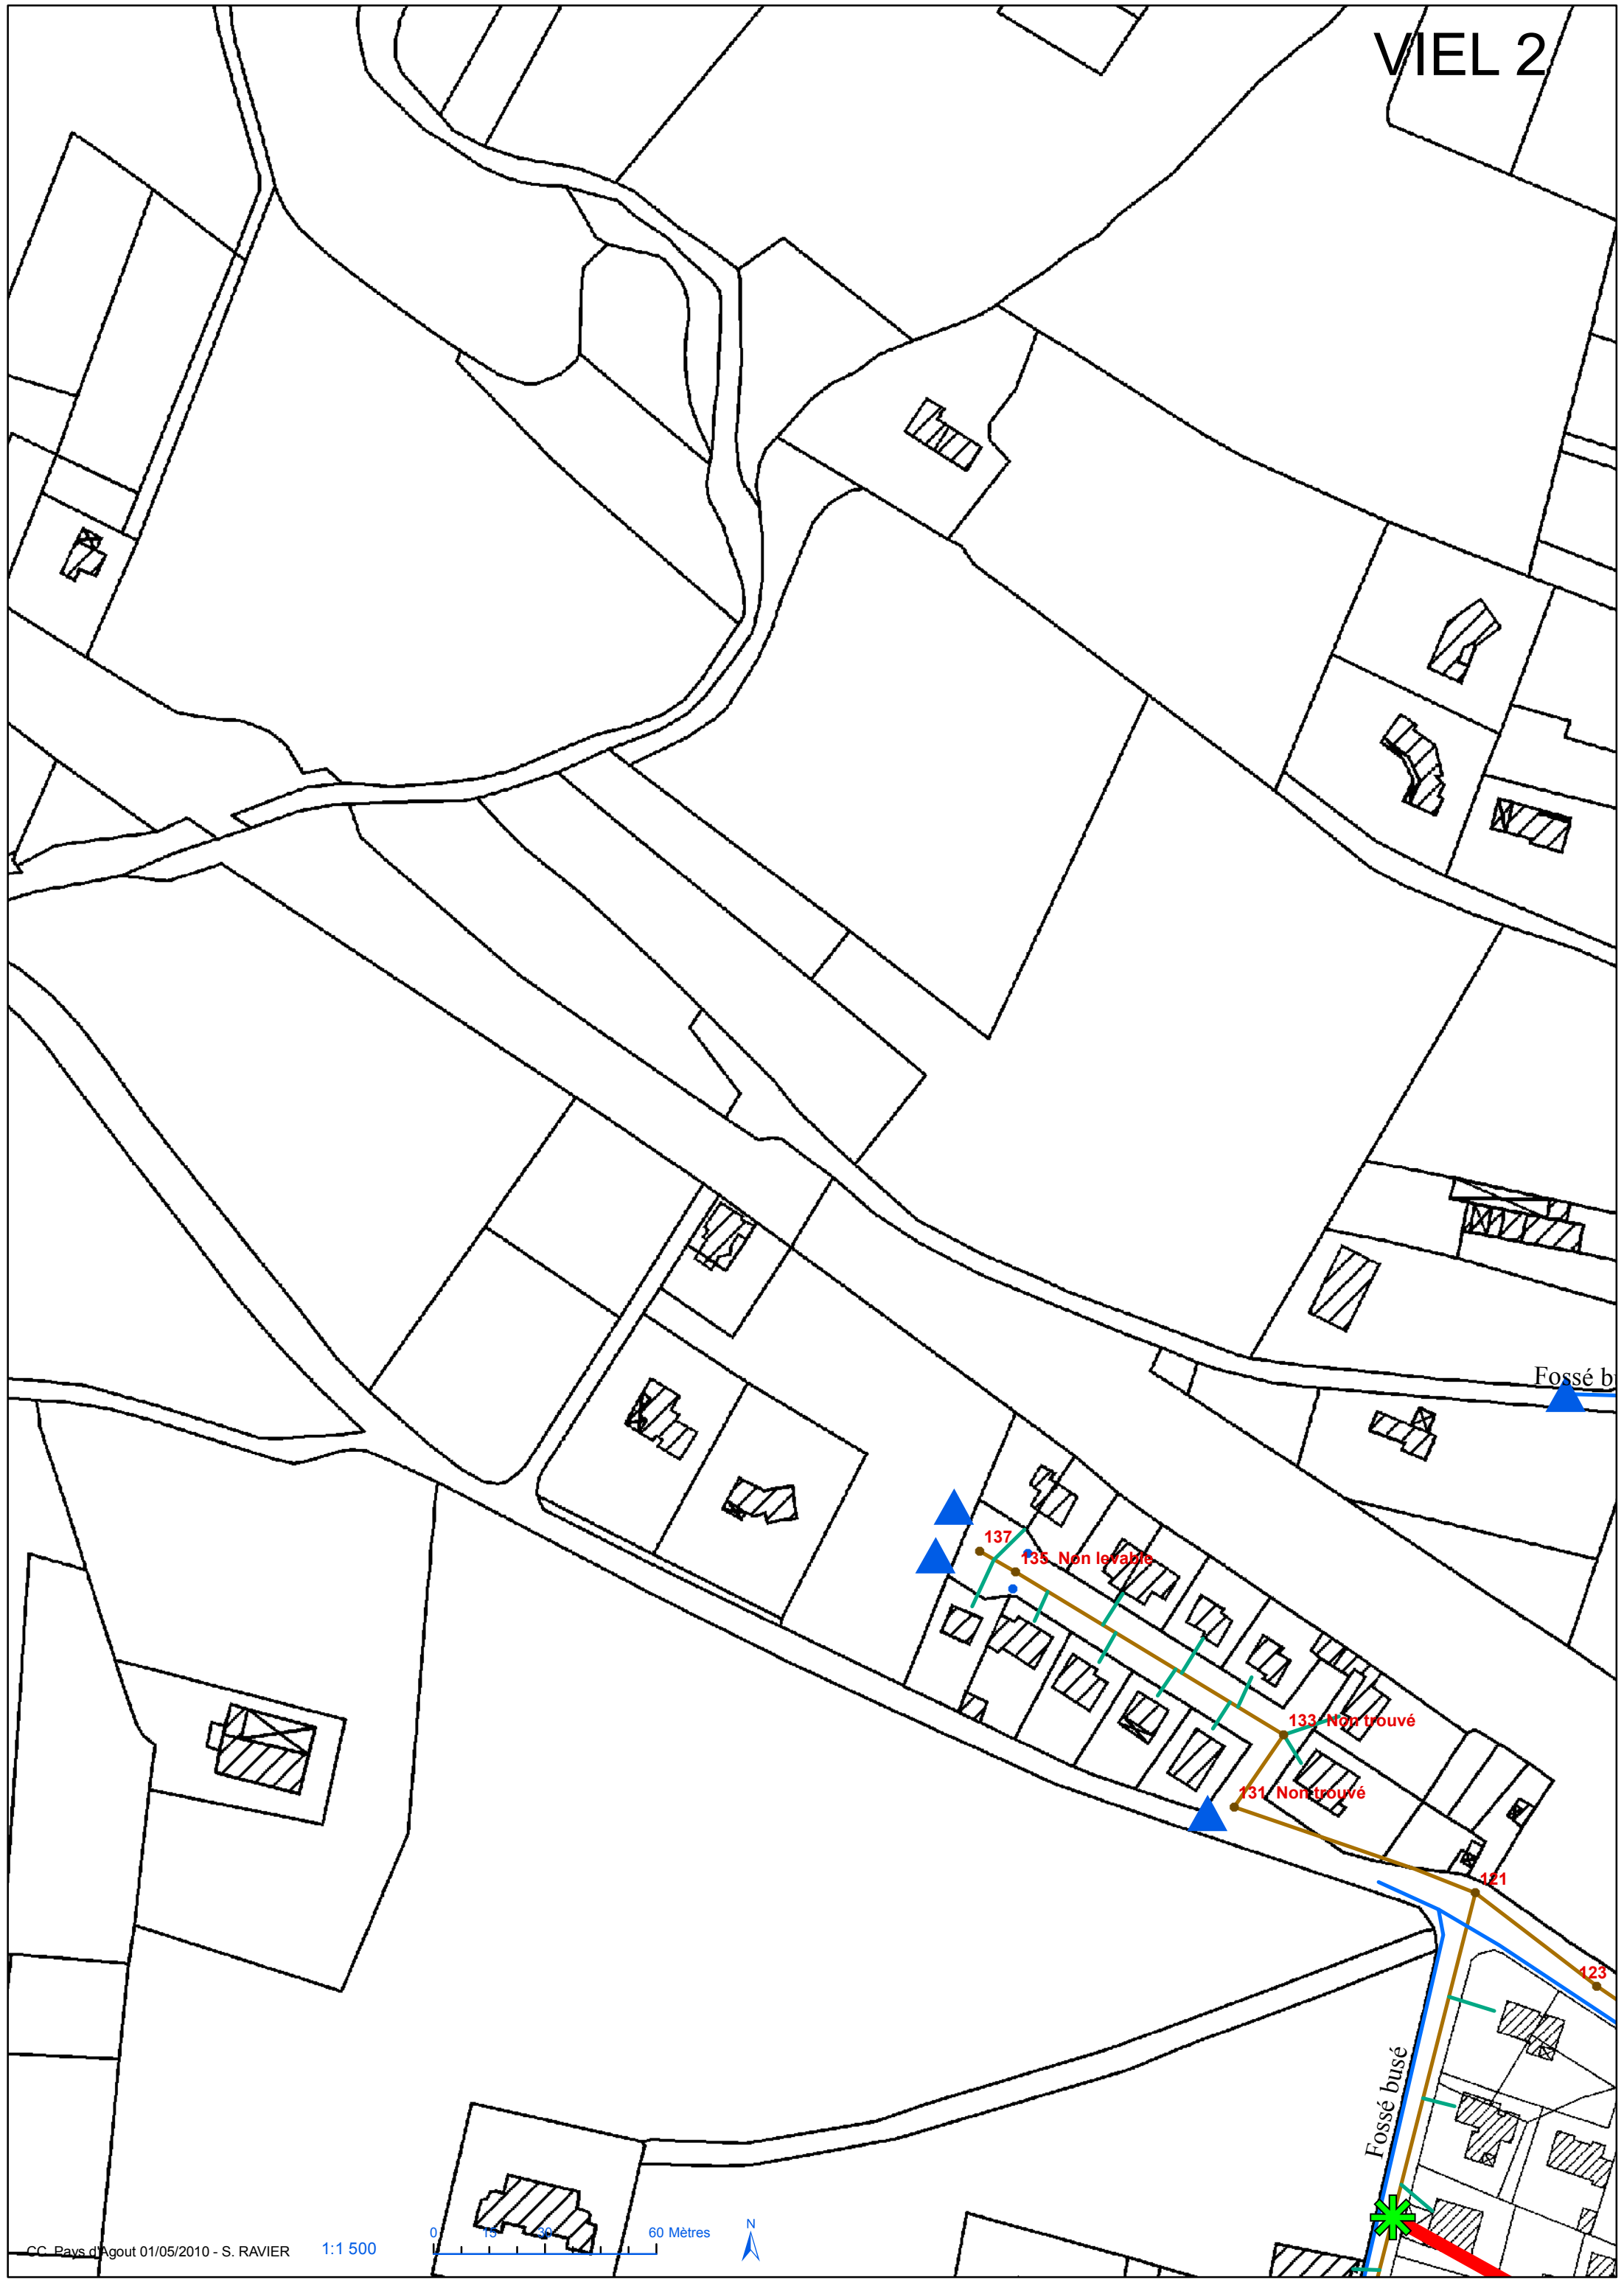 VIEL 2
Fossé b
137
135 Non levable
133 Non trouvé
131 Non trouvé
121
123
Fossé busé
0 15 30 60 Mètres
N
CC Pays d'Agout 01/05/2010 - S. RAVIER
1:1 500